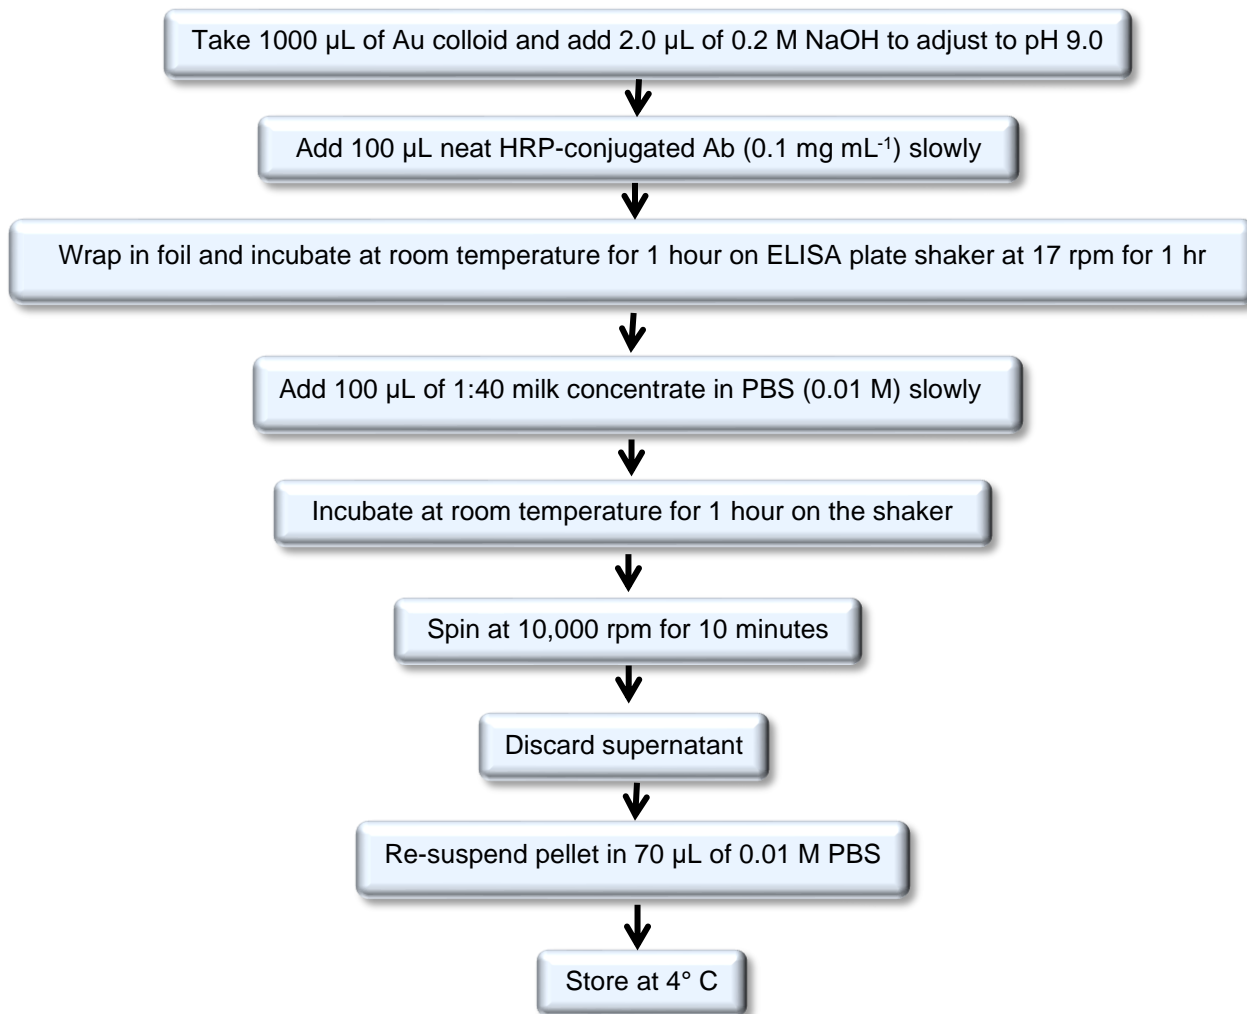 Take 1000 µL of Au colloid and add 2.0 µL of 0.2 M NaOH to adjust to pH 9.0
Add 100 µL neat HRP-conjugated Ab (0.1 mg mL⁻¹) slowly
Wrap in foil and incubate at room temperature for 1 hour on ELISA plate shaker at 17 rpm for 1 hr
Add 100 µL of 1:40 milk concentrate in PBS (0.01 M) slowly
Incubate at room temperature for 1 hour on the shaker
Spin at 10,000 rpm for 10 minutes
Discard supernatant
Re-suspend pellet in 70 µL of 0.01 M PBS
Store at 4° C